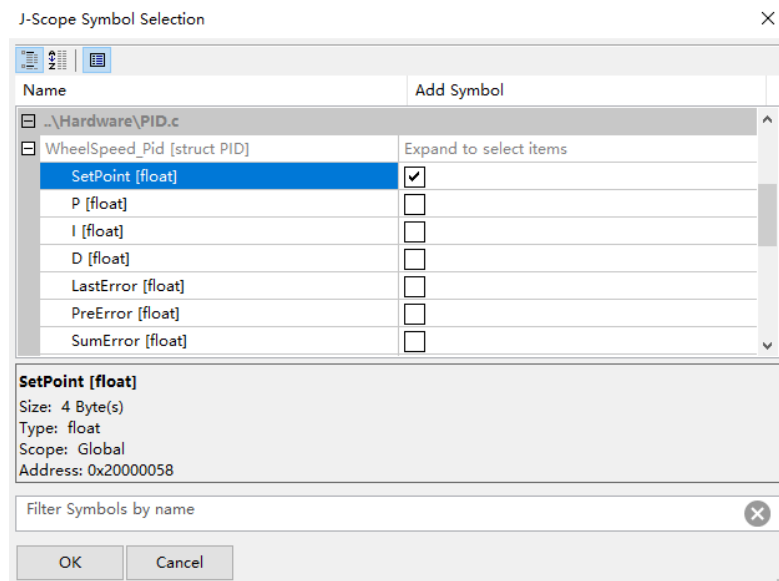 J-Scope Symbol Selection
Name Add Symbol
..\Hardware\PID.c
WheelSpeed_Pid [struct PID] Expand to select items
SetPoint [float]
P [float]
I [float]
D [float]
LastError [float]
PreError [float]
SumError [float]
SetPoint [float]
Size: 4 Byte(s)
Type: float
Scope: Global
Address: 0x20000058
Filter Symbols by name
OK Cancel